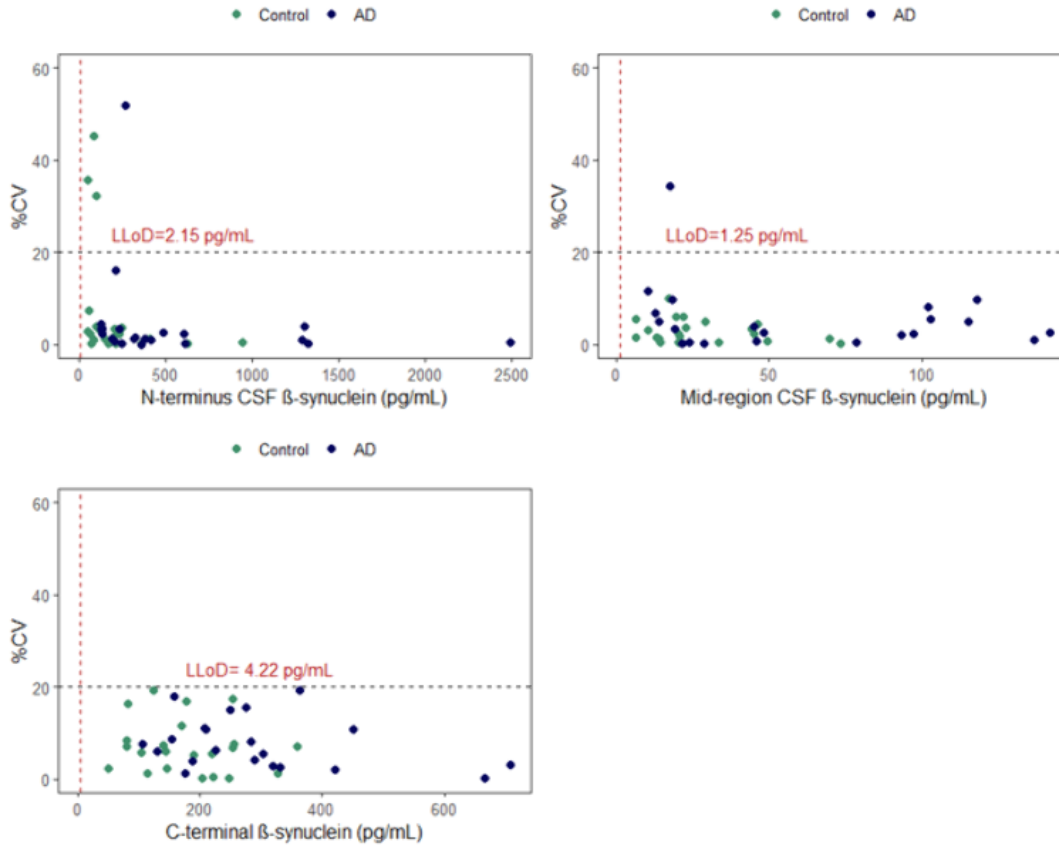 Control AD
60
40
%CV
LLoD=2.15 pg/mL
20
0
0 500 1000 1500 2000 2500
N-terminus CSF ß-synuclein (pg/mL)
Control AD
60
40
%CV
LLoD=1.25 pg/mL
20
0
0 50 100
Mid-region CSF ß-synuclein (pg/mL)
Control AD
60
40
%CV
LLoD= 4.22 pg/mL
20
0
0 200 400 600
C-terminal ß-synuclein (pg/mL)